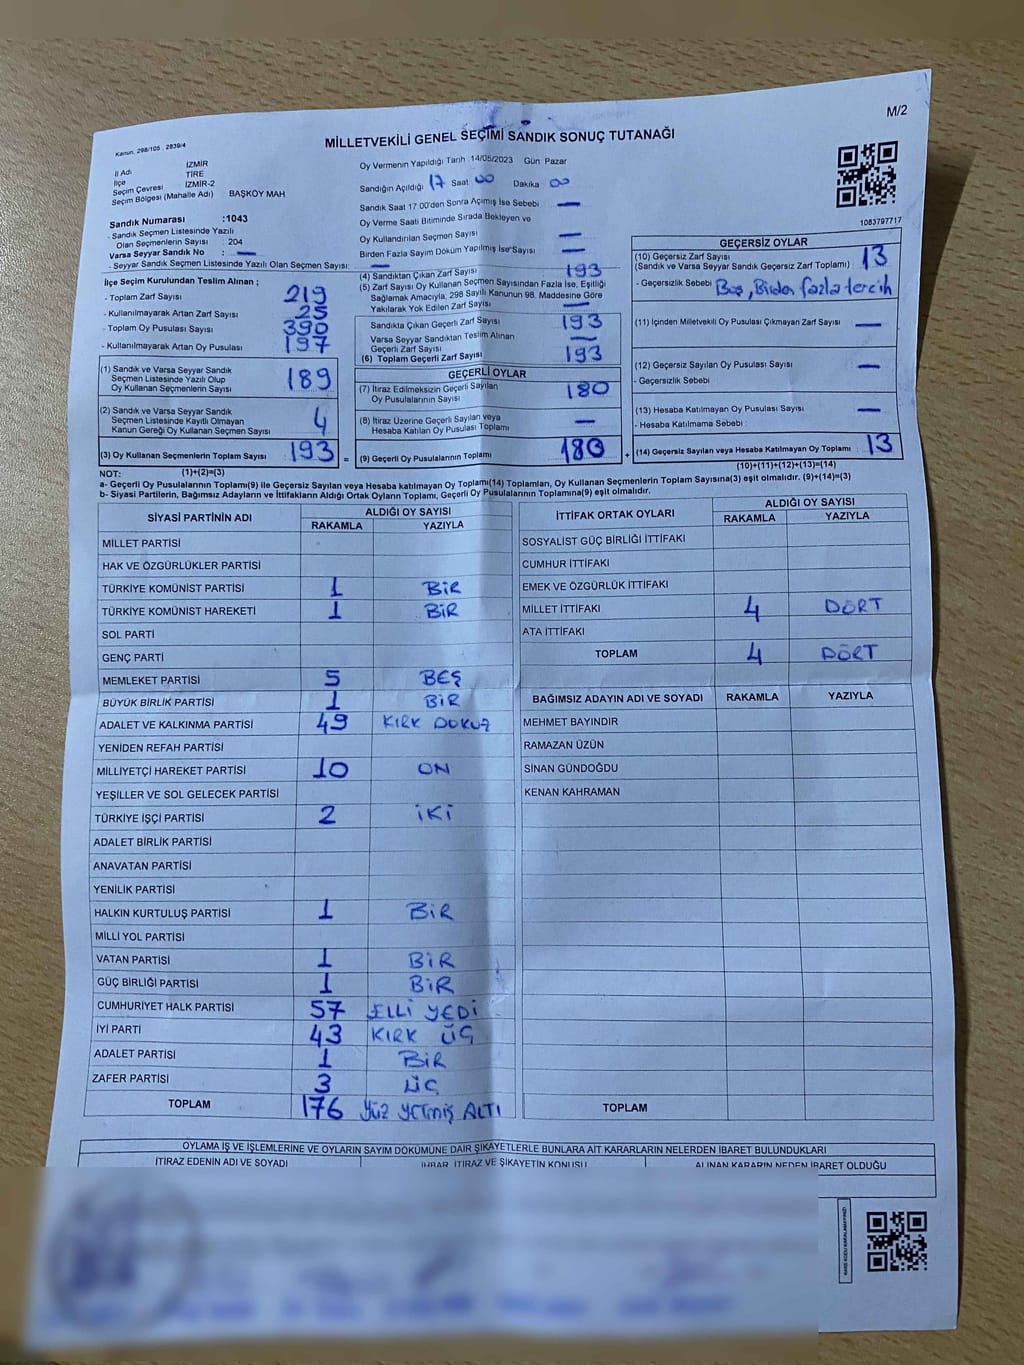 M/2
MİLLETVEKİLİ GENEL SEÇİMİ SANDIK SONUÇ TUTANAĞI
Kanun. 298/105 , 2839/4
İl Adı İZMİR
İlçe TİRE
Seçim Çevresi İZMİR-2
Seçim Bölgesi (Mahalle Adı) BAŞKÖY MAH
Sandık Numarası :1043
- Sandık Seçmen Listesinde Yazılı
Olan Seçmenlerin Sayısı : 204
Varsa Seyyar Sandık No : —
- Seyyar Sandık Seçmen Listesinde Yazılı Olan Seçmen Sayısı: —
Oy Vermenin Yapıldığı Tarih :14/05/2023 Gün: Pazar
Sandığın Açıldığı 17 Saat 00 Dakika 00
Sandık Saat 17 00'den Sonra Açımış İse Sebebi —
Oy Verme Saati Bitiminde Sırada Bekleyen ve
Oy Kullandırılan Seçmen Sayısı —
Birden Fazla Sayım Döküm Yapılmış İse Sayısı —
1083797717
İlçe Seçim Kurulundan Teslim Alınan ;
- Toplam Zarf Sayısı 219
- Kullanılmayarak Artan Zarf Sayısı 25
- Toplam Oy Pusulası Sayısı 390
- Kullanılmayarak Artan Oy Pusulası 197
(1) Sandık ve Varsa Seyyar Sandık
Seçmen Listesinde Yazılı Olup
Oy Kullanan Seçmenlerin Sayısı 189
(2) Sandık ve Varsa Seyyar Sandık
Seçmen Listesinde Kayıtlı Olmayan
Kanun Gereği Oy Kullanan Seçmen Sayısı 4
(3) Oy Kullanan Seçmenlerin Toplam Sayısı 193 =
(4) Sandıktan Çıkan Zarf Sayısı 193
(5) Zarf Sayısı Oy Kullanan Seçmen Sayısından Fazla İse, Eşitliği
Sağlamak Amacıyla, 298 Sayılı Kanunun 98. Maddesine Göre
Yakılarak Yok Edilen Zarf Sayısı —
Sandıkta Çıkan Geçerli Zarf Sayısı 193
Varsa Seyyar Sandıktan Teslim Alınan
Geçerli Zarf Sayısı —
(6) Toplam Geçerli Zarf Sayısı 193
GEÇERLİ OYLAR
(7) İtiraz Edilmeksizin Geçerli Sayılan
Oy Pusulasının Sayısı 180
(8) İtiraz Üzerine Geçerli Sayılan veya
Hesaba Katılan Oy Pusulası Toplamı —
(9) Geçerli Oy Pusulalarının Toplamı 180 +
GEÇERSİZ OYLAR
(10) Geçersiz Zarf Sayısı
(Sandık ve Varsa Seyyar Sandık Geçersiz Zarf Toplamı) 13
- Geçersizlik Sebebi Boş, Birden fazla tercih
(11) İçinden Milletvekili Oy Pusulası Çıkmayan Zarf Sayısı —
(12) Geçersiz Sayılan Oy Pusulası Sayısı —
- Geçersizlik Sebebi
(13) Hesaba Katılmayan Oy Pusulası Sayısı —
- Hesaba Katılmama Sebebi :
(14) Geçersiz Sayılan veya Hesaba Katılmayan Oy Toplamı 13
NOT: (1)+(2)=(3) (10)+(11)+(12)+(13)=(14)
a- Geçerli Oy Pusulalarının Toplamı(9) ile Geçersiz Sayılan veya Hesaba katılmayan Oy Toplamı(14) Toplamları, Oy Kullanan Seçmenlerin Toplam Sayısına(3) eşit olmalıdır. (9)+(14)=(3)
b- Siyasi Partilerin, Bağımsız Adayların ve İttifakların Aldığı Ortak Oyların Toplamı, Geçerli Oy Pusulalarının Toplamına(9) eşit olmalıdır.
SİYASİ PARTİNİN ADI ALDIĞI OY SAYISI
RAKAMLA YAZIYLA
MİLLET PARTİSİ
HAK VE ÖZGÜRLÜKLER PARTİSİ
TÜRKİYE KOMÜNİST PARTİSİ 1 BİR
TÜRKİYE KOMÜNİST HAREKETİ 1 BİR
SOL PARTİ
GENÇ PARTİ
MEMLEKET PARTİSİ 5 BEŞ
BÜYÜK BİRLİK PARTİSİ 1 BİR
ADALET VE KALKINMA PARTİSİ 49 KIRK DOKUZ
YENİDEN REFAH PARTİSİ
MİLLİYETÇİ HAREKET PARTİSİ 10 ON
YEŞİLLER VE SOL GELECEK PARTİSİ
TÜRKİYE İŞÇİ PARTİSİ 2 İKİ
ADALET BİRLİK PARTİSİ
ANAVATAN PARTİSİ
YENİLİK PARTİSİ
HALKIN KURTULUŞ PARTİSİ 1 BİR
MİLLİ YOL PARTİSİ
VATAN PARTİSİ 1 BİR
GÜÇ BİRLİĞİ PARTİSİ 1 BİR
CUMHURİYET HALK PARTİSİ 57 ELLİ YEDİ
İYİ PARTİ 43 KIRK ÜÇ
ADALET PARTİSİ 1 BİR
ZAFER PARTİSİ 3 ÜÇ
TOPLAM 176 YÜZ YETMİŞ ALTI
İTTİFAK ORTAK OYLARI ALDIĞI OY SAYISI
RAKAMLA YAZIYLA
SOSYALİST GÜÇ BİRLİĞİ İTTİFAKI
CUMHUR İTTİFAKI
EMEK VE ÖZGÜRLÜK İTTİFAKI
MİLLET İTTİFAKI 4 DÖRT
ATA İTTİFAKI
TOPLAM 4 DÖRT
BAĞIMSIZ ADAYIN ADI VE SOYADI RAKAMLA YAZIYLA
MEHMET BAYINDIR
RAMAZAN ÜZÜN
SİNAN GÜNDOĞDU
KENAN KAHRAMAN
TOPLAM
OYLAMA İŞ VE İŞLEMLERİNE VE OYLARIN SAYIM DÖKÜMÜNE DAİR ŞİKAYETLERLE BUNLARA AİT KARARLARIN NELERDEN İBARET BULUNDUKLARI
İTİRAZ EDENİN ADI VE SOYADI İHBAR, İTİRAZ VE ŞİKAYETİN KONUSU ALINAN KARARIN NEDEN İBARET OLDUĞU